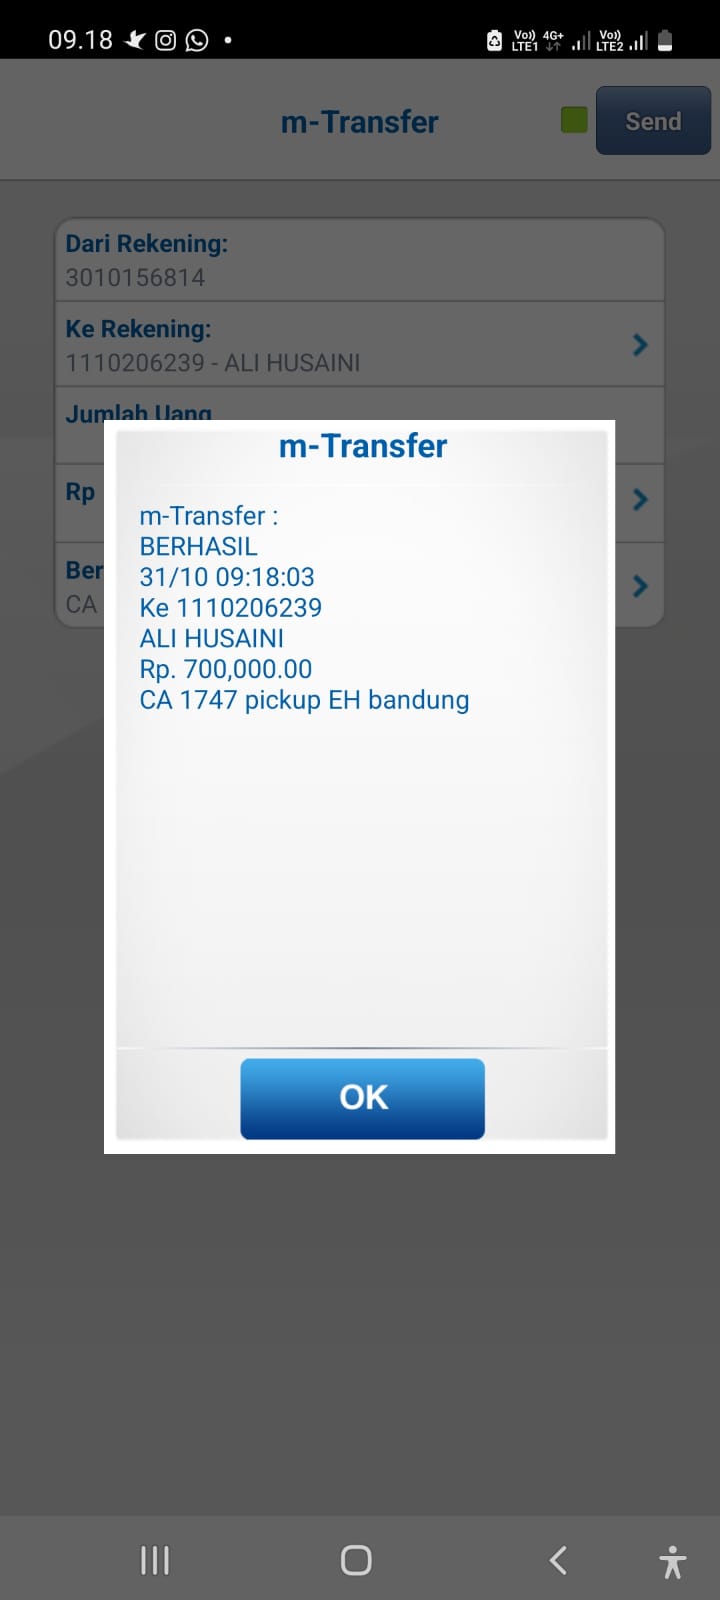 09.18
Vo)) LTE1 4G+ Vo)) LTE2
m-Transfer
Send
Dari Rekening:
3010156814
Ke Rekening:
1110206239 - ALI HUSAINI
Jumlah Uang
Rp
Ber
CA
m-Transfer
m-Transfer :
BERHASIL
31/10 09:18:03
Ke 1110206239
ALI HUSAINI
Rp. 700,000.00
CA 1747 pickup EH bandung
OK